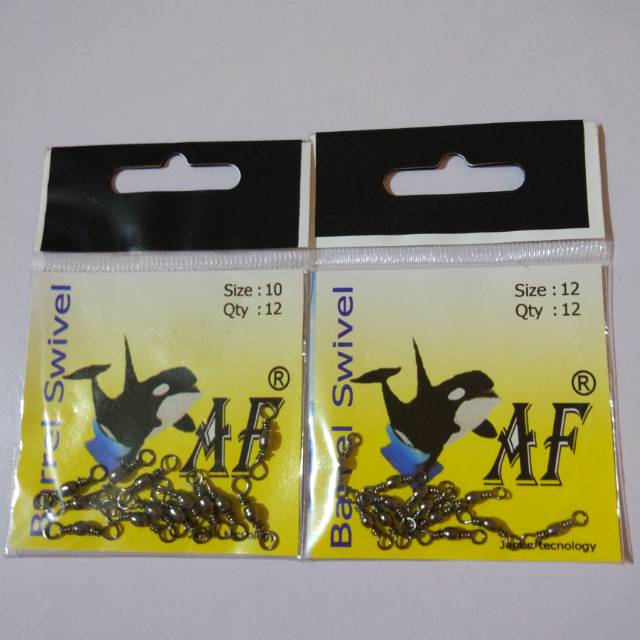 Barrel Swivel
Size : 10
Qty : 12
AF®
Barrel Swivel
Size : 12
Qty : 12
AF®
Japan tecnology